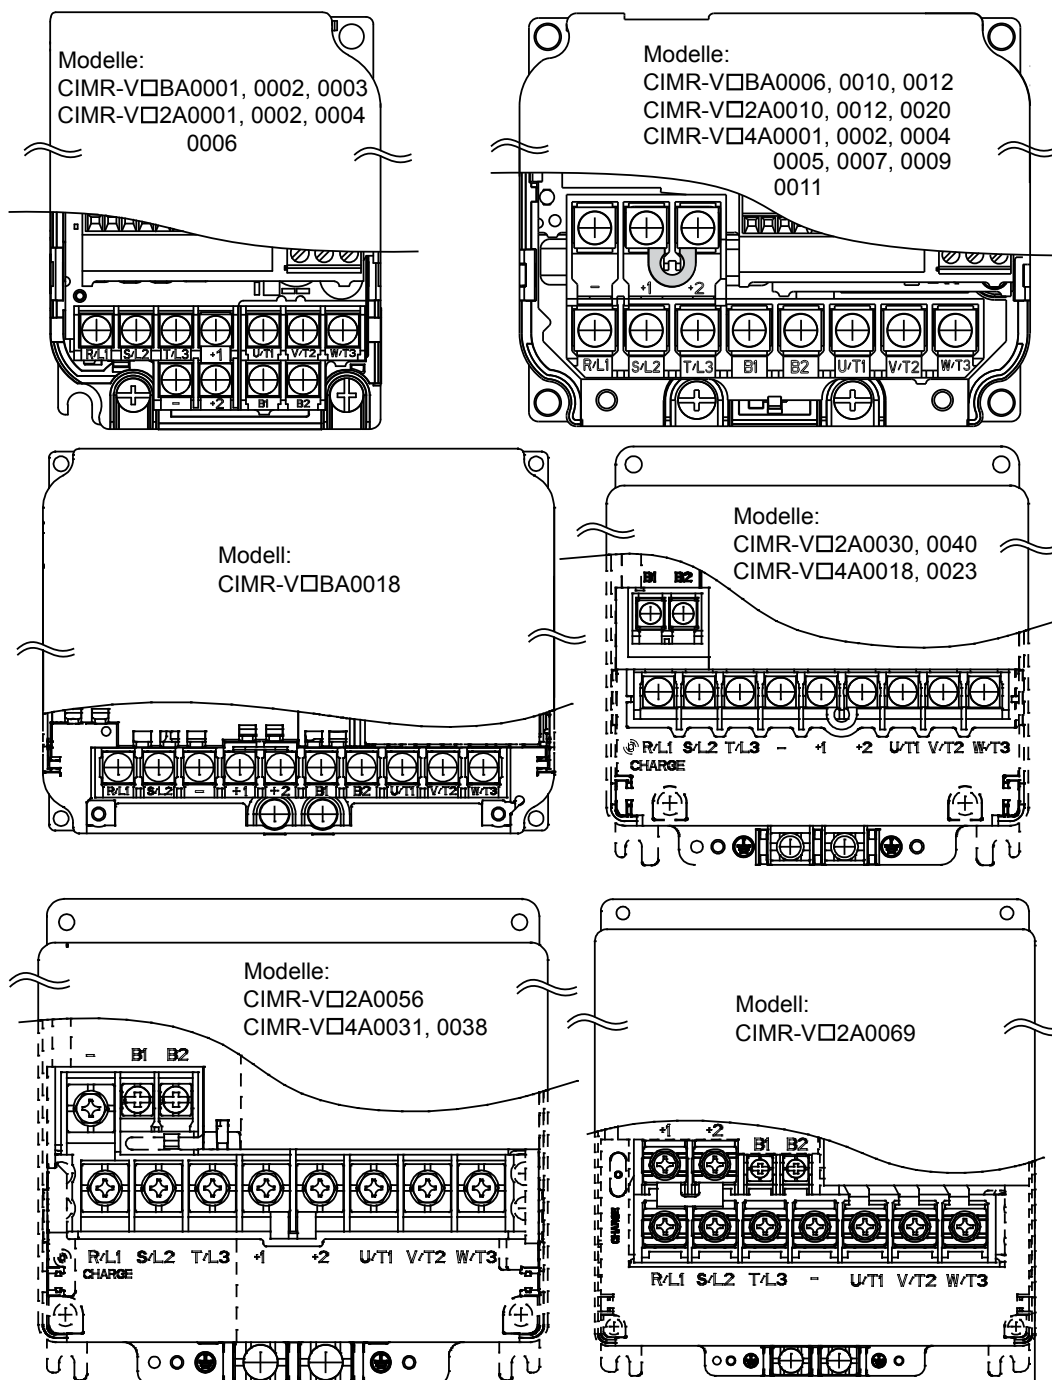 Modelle:
CIMR-V□BA0001, 0002, 0003
CIMR-V□2A0001, 0002, 0004
0006
R/L1 S/L2 T/L3 +1 U/T1 V/T2 W/T3
- +2 B1 B2
Modelle:
CIMR-V□BA0006, 0010, 0012
CIMR-V□2A0010, 0012, 0020
CIMR-V□4A0001, 0002, 0004
0005, 0007, 0009
0011
- +1 +2
R/L1 S/L2 T/L3 B1 B2 U/T1 V/T2 W/T3
Modell:
CIMR-V□BA0018
R/L1 S/L2 - +1 +2 B1 B2 U/T1 V/T2 W/T3
Modelle:
CIMR-V□2A0030, 0040
CIMR-V□4A0018, 0023
B1 B2
R/L1 S/L2 T/L3 - +1 +2 U/T1 V/T2 W/T3
CHARGE
Modelle:
CIMR-V□2A0056
CIMR-V□4A0031, 0038
- B1 B2
R/L1 S/L2 T/L3 +1 +2 U/T1 V/T2 W/T3
CHARGE
Modell:
CIMR-V□2A0069
+1 +2 B1 B2
CHARGE
R/L1 S/L2 T/L3 - U/T1 V/T2 W/T3